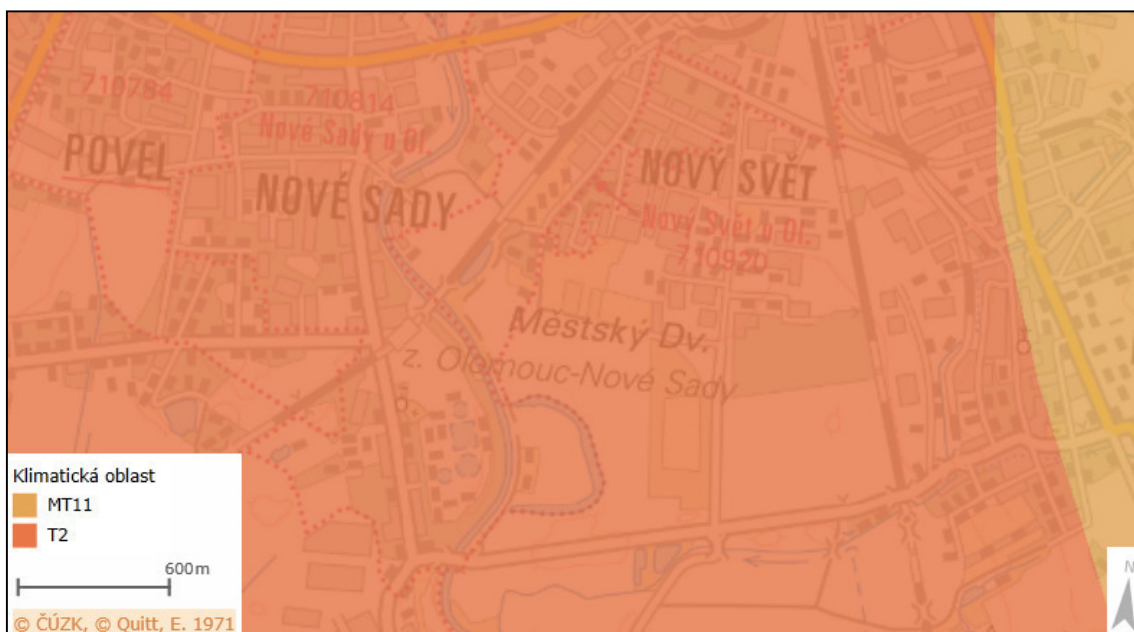 710784
710814
Nové Sady u Ol.
POVEL
NOVÉ SADY
NOVÝ SVĚT
Nový Svět u Ol.
710920
Městský Dv.
z. Olomouc-Nové Sady
Klimatická oblast
MT11
T2
600m
© ČÚZK, © Quitt, E. 1971
N